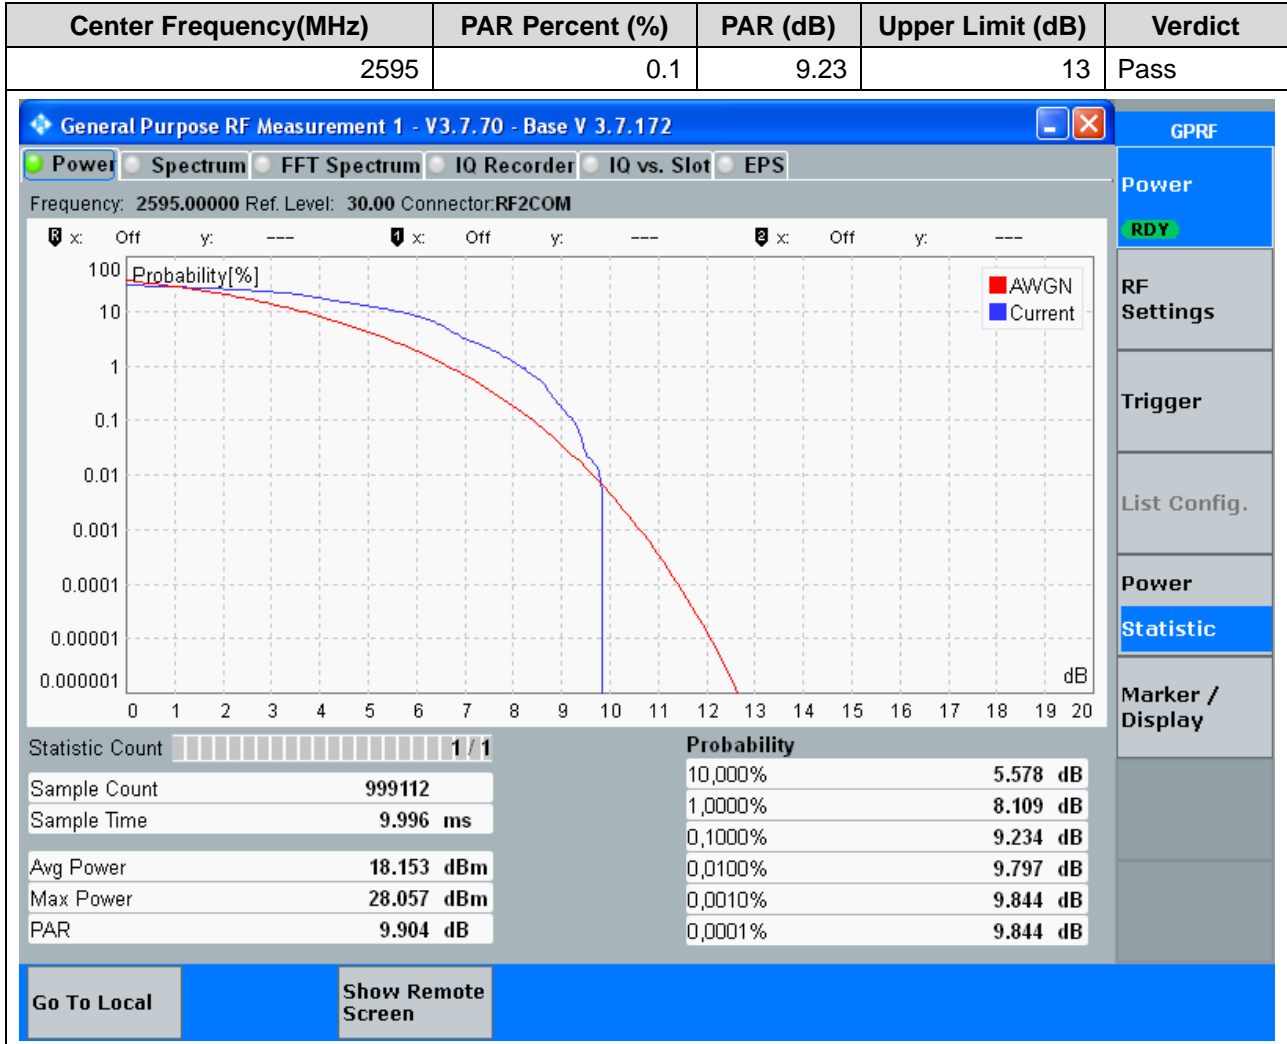 Center Frequency(MHz) PAR Percent (%) PAR (dB) Upper Limit (dB) Verdict
2595 0.1 9.23 13 Pass
General Purpose RF Measurement 1 - V3.7.70 - Base V 3.7.172
GPRF
Power Spectrum FFT Spectrum IQ Recorder IQ vs. Slot EPS
Power
RDY
Frequency: 2595.00000 Ref. Level: 30.00 Connector:RF2COM
R x: Off y: --- 1 x: Off y: --- 2 x: Off y: ---
Probability[%]
AWGN
Current
100
10
1
0.1
0.01
0.001
0.0001
0.00001
0.000001
dB
0 1 2 3 4 5 6 7 8 9 10 11 12 13 14 15 16 17 18 19 20
RF
Settings
Trigger
List Config.
Power
Statistic
Marker /
Display
Statistic Count 1 / 1
Sample Count 999112
Sample Time 9.996 ms
Avg Power 18.153 dBm
Max Power 28.057 dBm
PAR 9.904 dB
Probability
10,000% 5.578 dB
1,0000% 8.109 dB
0,1000% 9.234 dB
0,0100% 9.797 dB
0,0010% 9.844 dB
0,0001% 9.844 dB
Go To Local
Show Remote
Screen